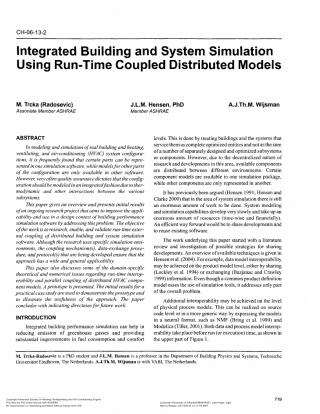 CH-06-13-2
Integrated Building and System Simulation
Using Run-Time Coupled Distributed Models
M. Trcka (Radosevic)
Associate Member ASHRAE
J.L.M. Hensen, PhD
Member ASHRAE
A.J.Th.M. Wijsman
ABSTRACT
In modeling and simulation of real building and heating,
ventilating, and air-conditioning (HVAC) system configura-
tions, it is frequently found that certain parts can be repre-
sented in one simulation software, while models for other parts
of the configuration are only available in other software.
However, very often quality assurance dictates that the config-
uration should be modeled in an integrated fashion due to ther-
modynamic and other interactions between the various
subsystems.
This paper gives an overview and presents initial results
of an ongoing research project that aims to improve the appli-
cability and use in a design context of building performance
simulation software by addressing this problem. The objective
of the work is to research, enable, and validate run-time exter-
nal coupling of distributed building and system simulation
software. Although the research uses specific simulation envi-
ronments, the coupling mechanism(s), data-exchange proce-
dure, and protocol(s) that are being developed ensure that the
approach has a wide and general applicability.
This paper also discusses some of the domain-specific
theoretical and numerical issues regarding run-time interop-
erability and parallel coupling of distributed HVAC compo-
nent models. A prototype is presented. The initial results for a
practical case study are used to demonstrate the prototype and
to illustrate the usefulness of the approach. The paper
concludes with indicating directions for future work.
INTRODUCTION
Integrated building performance simulation can help in
reducing emission of greenhouse gasses and providing
substantial improvements in fuel consumption and comfort
levels. This is done by treating buildings and the systems that
service them as complete optimized entities and not as the sum
of a number of separately designed and optimized subsystems
or components. However, due to the decentralized nature of
research and developments in this area, available components
are distributed between different environments. Certain
component models are available in one simulation package,
while other components are only represented in another.
It has previously been argued (Hensen 1991, Hensen and
Clarke 2000) that in the area of system simulation there is still
an enormous amount of work to be done. System modeling
and simulation capabilities develop very slowly and take up an
enormous amount of resources (time-wise and financially).
An efficient way forward would be to share developments and
to reuse existing software.
The work underlying this paper started with a literature
review and investigation of possible strategies for sharing
developments. An overview of available techniques is given in
Hensen et al. (2004). For example, data model interoperability
may be achieved on the product model level, either by sharing
(Lockley et al. 1994) or exchanging (Bazjanac and Crawley
1999) information. Even though a common product definition
model eases the use of simulation tools, it addresses only part
of the overall problem.
Additional interoperability may be achieved on the level
of physical process models. This can be realized on source
code level or in a more generic way by expressing the models
in a neutral format, such as NMF (Bring et al. 1999) and
Modelica (Tiller, 2001). Both data and process model interop-
erability take place before run (or execution) time, as shown in
the upper part of Figure 1.
M. Trcka-Radosevic is a PhD student and J.L.M. Hensen is a professor in the Department of Building Physics and Systems, Technische
Universiteit Eindhoven, The Netherlands. A.J.Th.M. Wijsman is with VABI, The Netherlands.
719